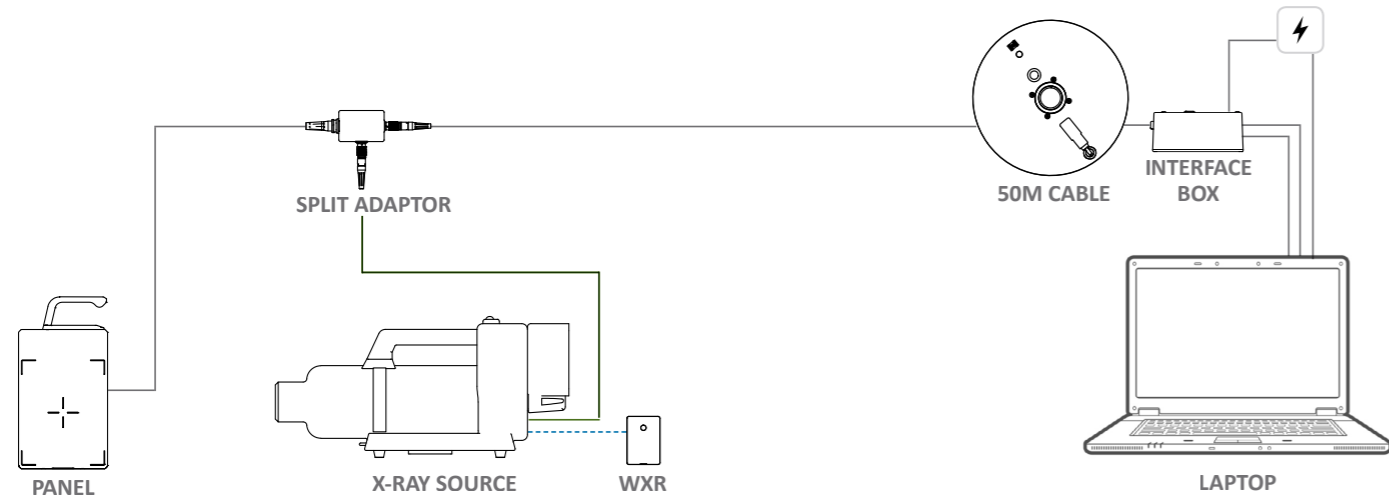 SPLIT ADAPTOR
50M CABLE
INTERFACE
BOX
PANEL
X-RAY SOURCE
WXR
LAPTOP